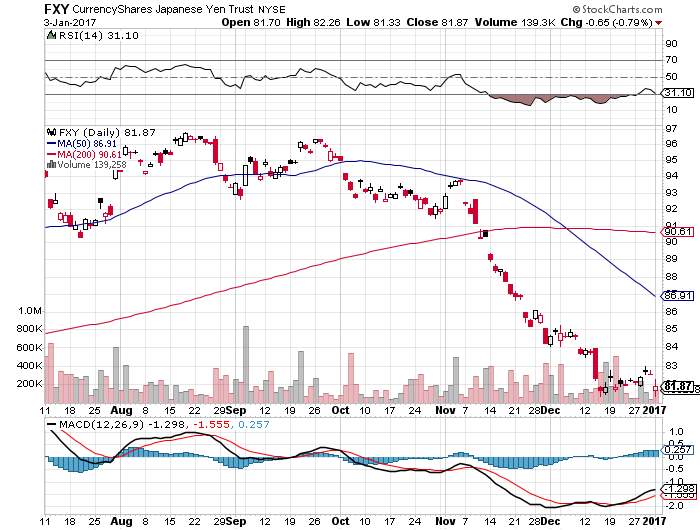 FXY CurrencyShares Japanese Yen Trust NYSE
© StockCharts.com
3-Jan-2017
Open 81.70 High 82.26 Low 81.33 Close 81.87 Volume 139.3K Chg -0.65 (-0.79%)
RSI(14) 31.10
90
70
50
31.10
10
FXY (Daily) 81.87
MA(50) 86.91
MA(200) 90.61
Volume 139,258
97
96
95
94
93
92
91
90.61
90
89
88
87
86.91
86
85
84
83
82
81.87
1.0M
800K
600K
400K
200K
11 18 25 Aug 8 15 22 Sep 12 19 26 Oct 10 17 24 Nov 7 14 21 28 Dec 12 19 27 2017
MACD(12,26,9) -1.298, -1.555, 0.257
1.0
0.5
0.257
0.0
-0.5
-1.298
-1.555
-2.0
11 18 25 Aug 8 15 22 Sep 12 19 26 Oct 10 17 24 Nov 7 14 21 28 Dec 12 19 27 2017